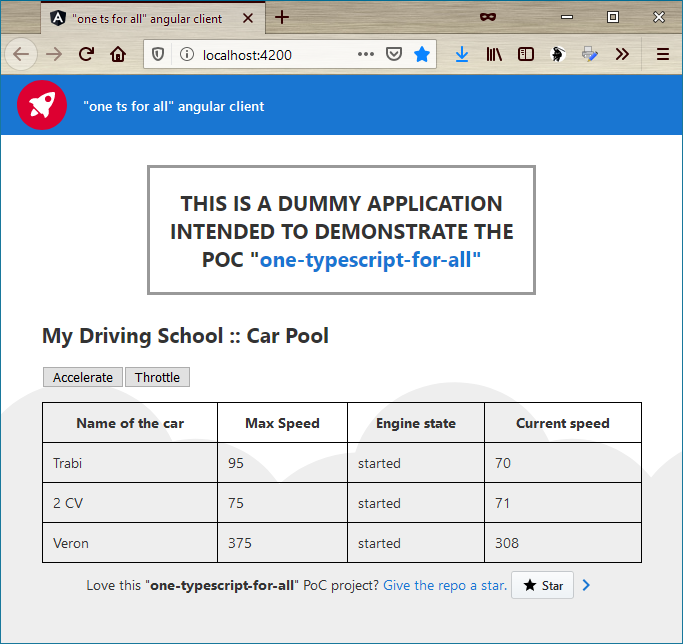 "one ts for all" angular client
localhost:4200
"one ts for all" angular client
THIS IS A DUMMY APPLICATION
INTENDED TO DEMONSTRATE THE
POC "one-typescript-for-all"
My Driving School :: Car Pool
Accelerate Throttle
Name of the car Max Speed Engine state Current speed
Trabi 95 started 70
2 CV 75 started 71
Veron 375 started 308
Love this "one-typescript-for-all" PoC project? Give the repo a star. Star